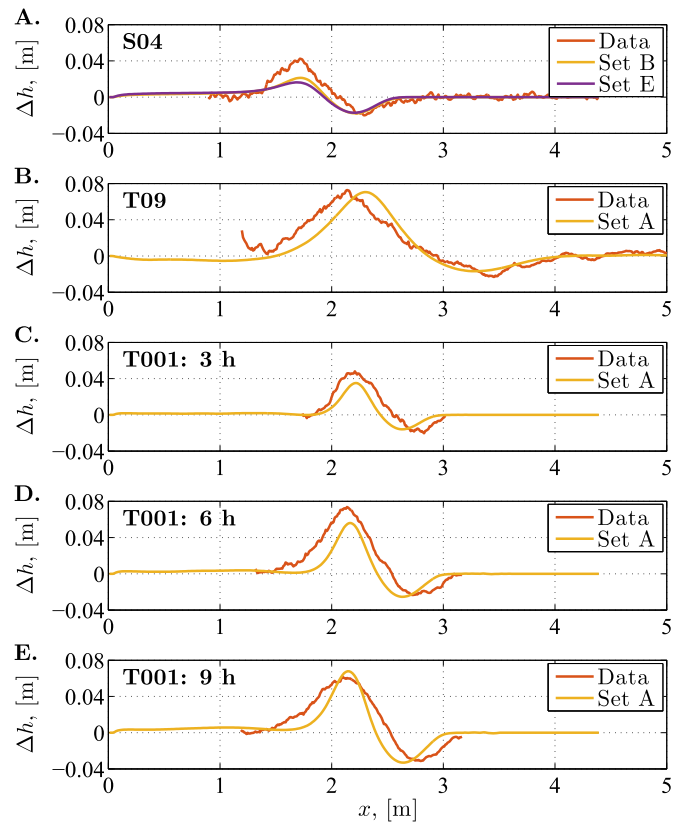 A.
S04
Δh, [m]
0.08
0.04
0
−0.04
0 1 2 3 4 5
Data
Set B
Set E
B.
T09
Δh, [m]
0.08
0.04
0
−0.04
0 1 2 3 4 5
Data
Set A
C.
T001: 3 h
Δh, [m]
0.08
0.04
0
−0.04
0 1 2 3 4 5
Data
Set A
D.
T001: 6 h
Δh, [m]
0.08
0.04
0
−0.04
0 1 2 3 4 5
Data
Set A
E.
T001: 9 h
Δh, [m]
0.08
0.04
0
−0.04
0 1 2 3 4 5
Data
Set A
x, [m]